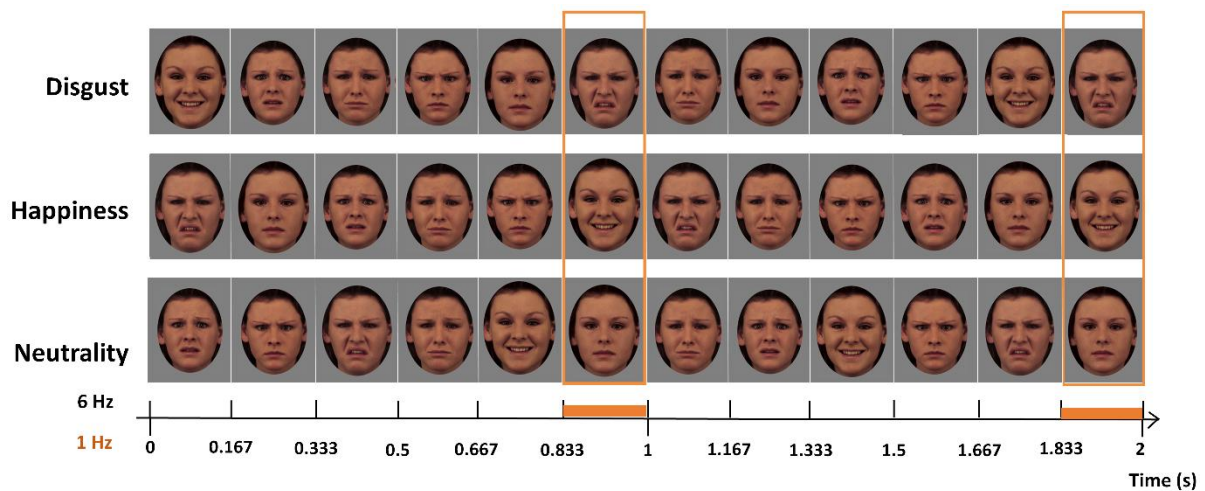 Disgust
Happiness
Neutrality
6 Hz
1 Hz
0 0.167 0.333 0.5 0.667 0.833 1 1.167 1.333 1.5 1.667 1.833 2
Time (s)